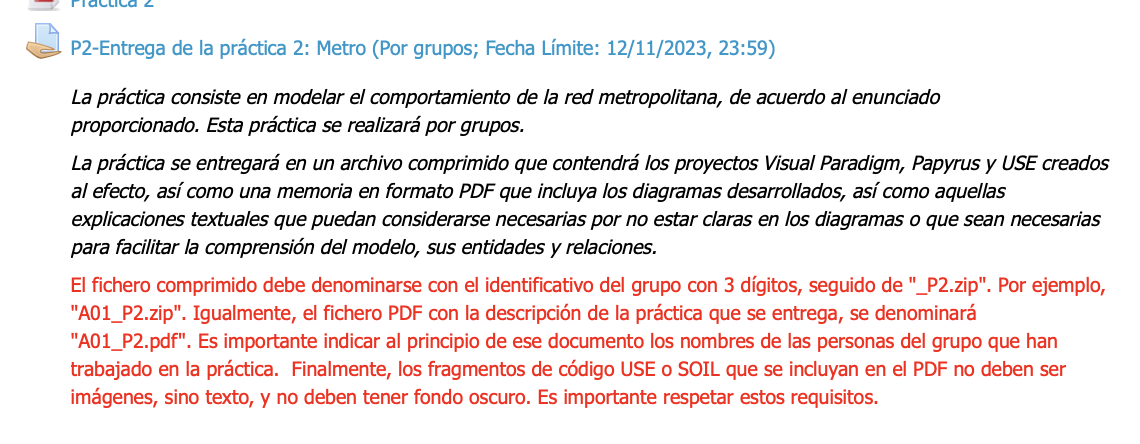 Práctica 2
P2-Entrega de la práctica 2: Metro (Por grupos; Fecha Límite: 12/11/2023, 23:59)
La práctica consiste en modelar el comportamiento de la red metropolitana, de acuerdo al enunciado
proporcionado. Esta práctica se realizará por grupos.
La práctica se entregará en un archivo comprimido que contendrá los proyectos Visual Paradigm, Papyrus y USE creados
al efecto, así como una memoria en formato PDF que incluya los diagramas desarrollados, así como aquellas
explicaciones textuales que puedan considerarse necesarias por no estar claras en los diagramas o que sean necesarias
para facilitar la comprensión del modelo, sus entidades y relaciones.
El fichero comprimido debe denominarse con el identificativo del grupo con 3 dígitos, seguido de "_P2.zip". Por ejemplo,
"A01_P2.zip". Igualmente, el fichero PDF con la descripción de la práctica que se entrega, se denominará
"A01_P2.pdf". Es importante indicar al principio de ese documento los nombres de las personas del grupo que han
trabajado en la práctica.  Finalmente, los fragmentos de código USE o SOIL que se incluyan en el PDF no deben ser
imágenes, sino texto, y no deben tener fondo oscuro. Es importante respetar estos requisitos.